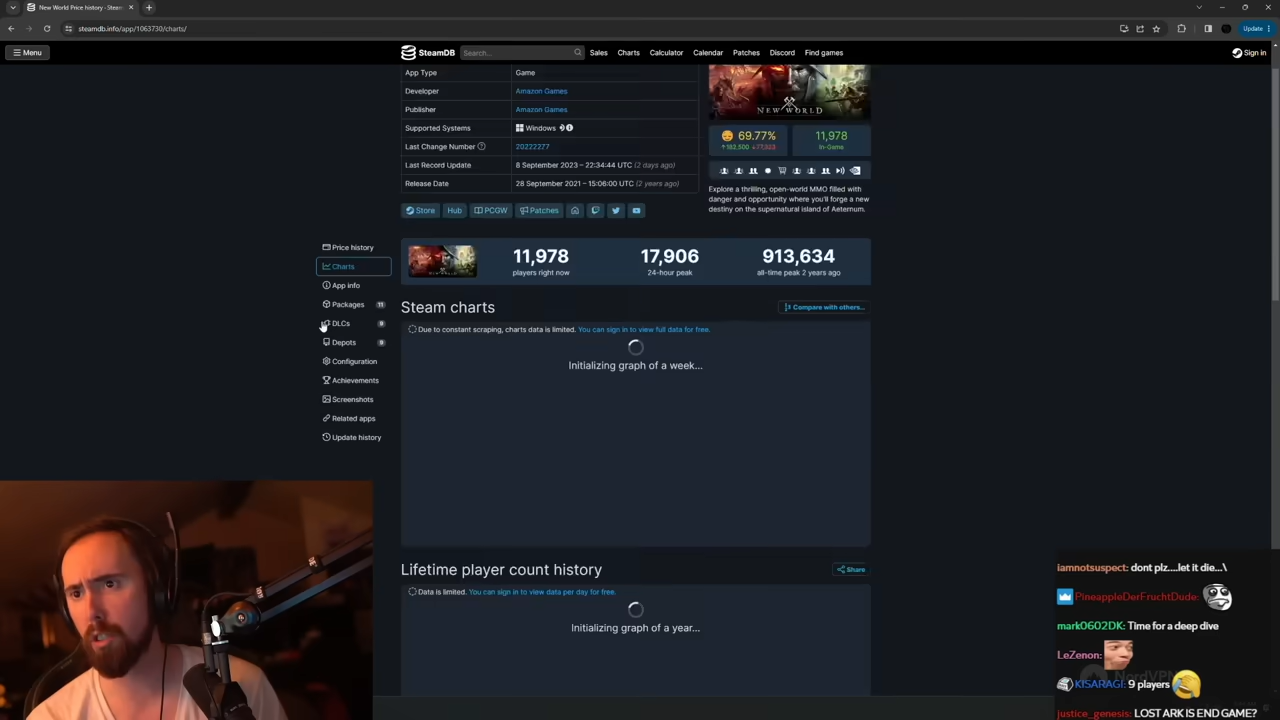 New World Price history - Steam
steamdb.info/app/1063730/charts/
Update
Menu
SteamDB
Search...
Sales
Charts
Calculator
Calendar
Patches
Discord
Find games
Sign in
App Type Game
Developer Amazon Games
Publisher Amazon Games
Supported Systems Windows
Last Change Number 20222277
Last Record Update 8 September 2023 – 22:34:44 UTC (2 days ago)
Release Date 28 September 2021 – 15:06:00 UTC (2 years ago)
NEW WORLD
69.77%
11,978
In-Game
Explore a thrilling, open-world MMO filled with
danger and opportunity where you'll forge a new
destiny on the supernatural island of Aeternum.
Store
Hub
PCGW
Patches
Price history
Charts
App info
Packages 11
DLCs 9
Depots 9
Configuration
Achievements
Screenshots
Related apps
Update history
11,978
players right now
17,906
24-hour peak
913,634
all-time peak 2 years ago
Steam charts
Compare with others...
Due to constant scraping, charts data is limited. You can sign in to view full data for free.
Initializing graph of a week...
Lifetime player count history
Share
Data is limited. You can sign in to view data per day for free.
Initializing graph of a year...
iamnotsuspect: dont plz....let it die...\
PineappleDerFruchtDude:
mark0602DK: Time for a deep dive
LeZenon:
NordVPN
KISARAGI: 9 players
justice_genesis: LOST ARK IS END GAME?